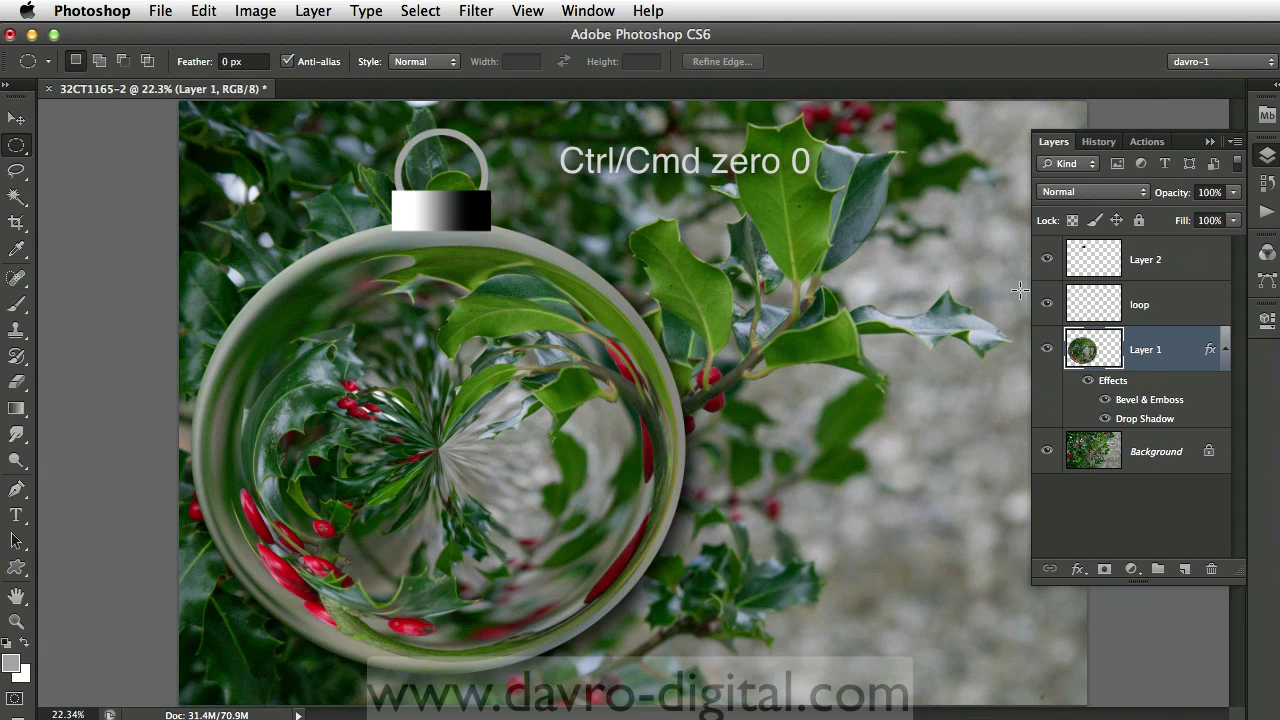 Photoshop File Edit Image Layer Type Select Filter View Window Help
Adobe Photoshop CS6
Feather: 0 px Anti-alias Style: Normal Width: Height: Refine Edge... davro-1
32CT1165-2 @ 22.3% (Layer 1, RGB/8) *
Ctrl/Cmd zero 0
Mb
Layers History Actions
Kind
Normal Opacity: 100%
Lock: Fill: 100%
Layer 2
loop
Layer 1 fx
Effects
Bevel & Emboss
Drop Shadow
Background
fx
T
www.davro-digital.com
22.34% Doc: 31.4M/70.9M